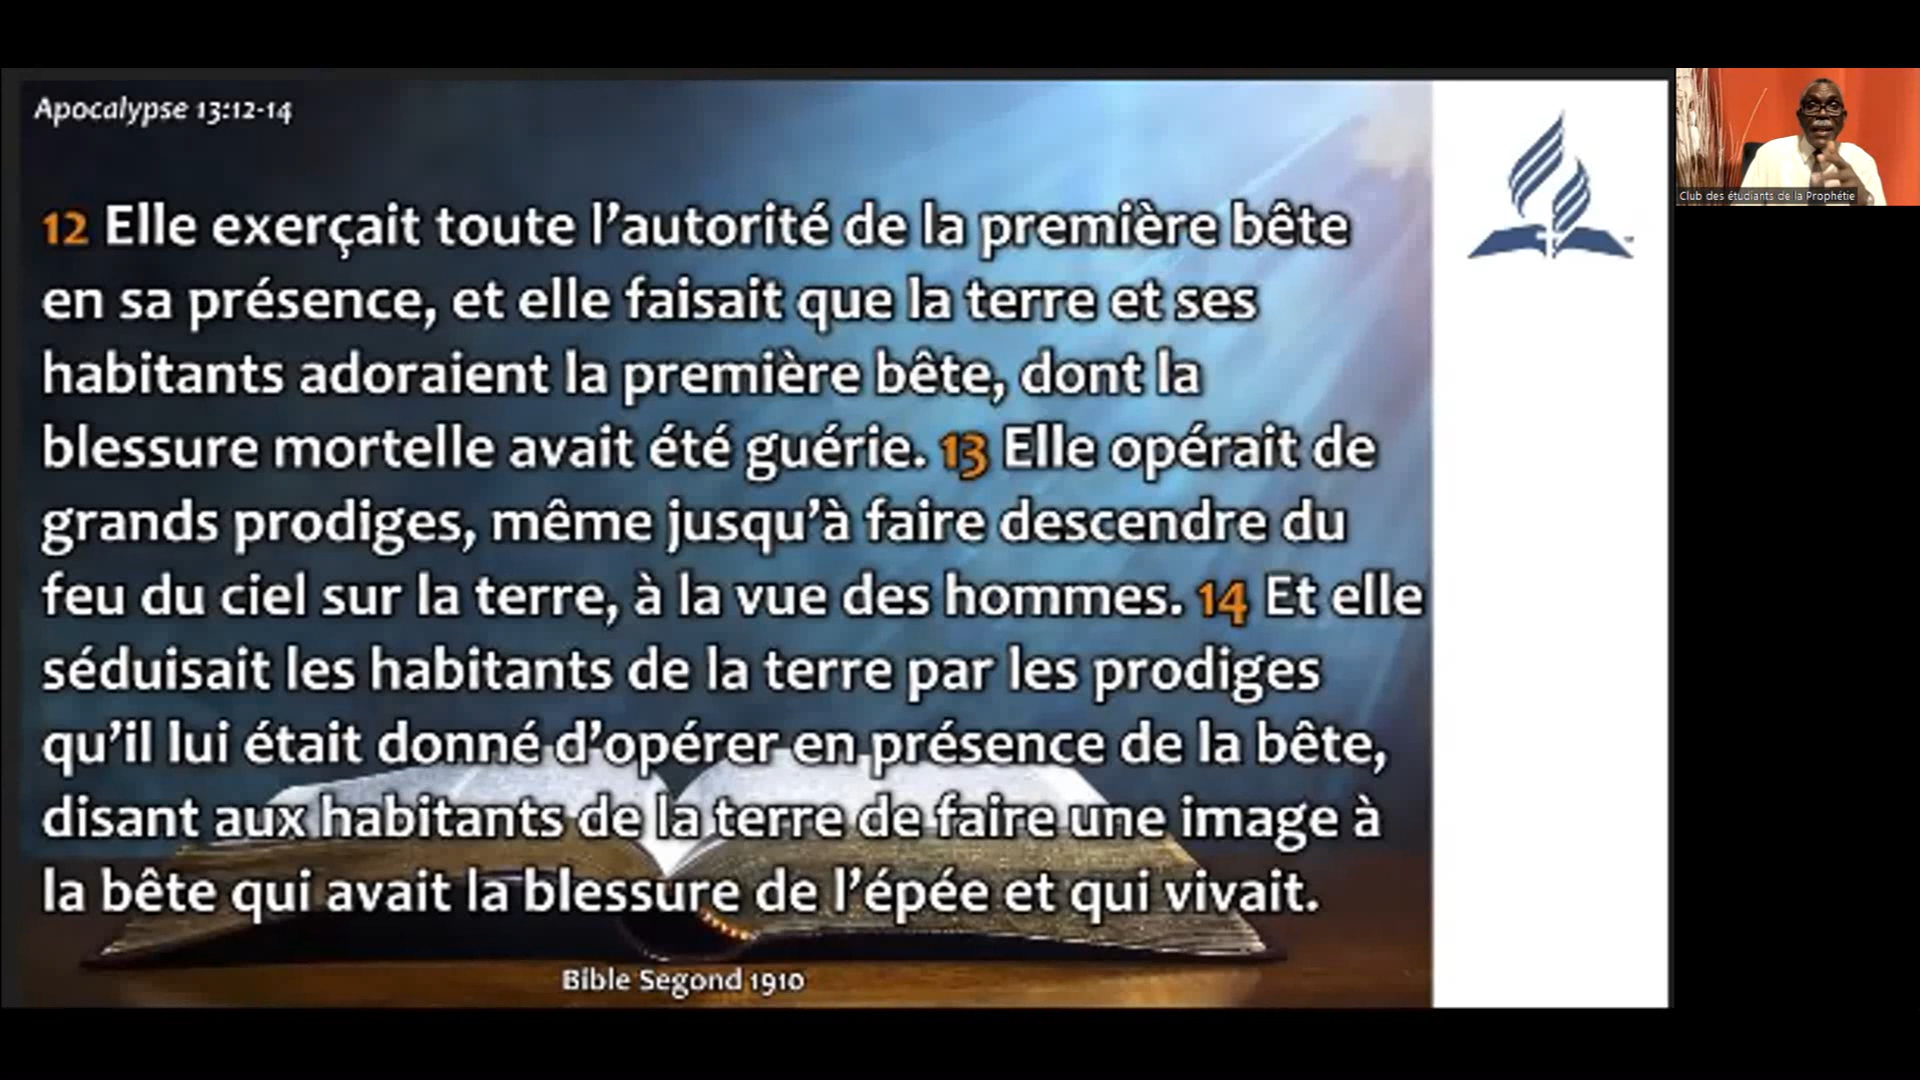 Apocalypse 13:12-14
12 Elle exerçait toute l’autorité de la première bête
en sa présence, et elle faisait que la terre et ses
habitants adoraient la première bête, dont la
blessure mortelle avait été guérie. 13 Elle opérait de
grands prodiges, même jusqu’à faire descendre du
feu du ciel sur la terre, à la vue des hommes. 14 Et elle
séduisait les habitants de la terre par les prodiges
qu’il lui était donné d’opérer en présence de la bête,
disant aux habitants de la terre de faire une image à
la bête qui avait la blessure de l’épée et qui vivait.
Bible Segond 1910
Club des étudiants de la Prophétie